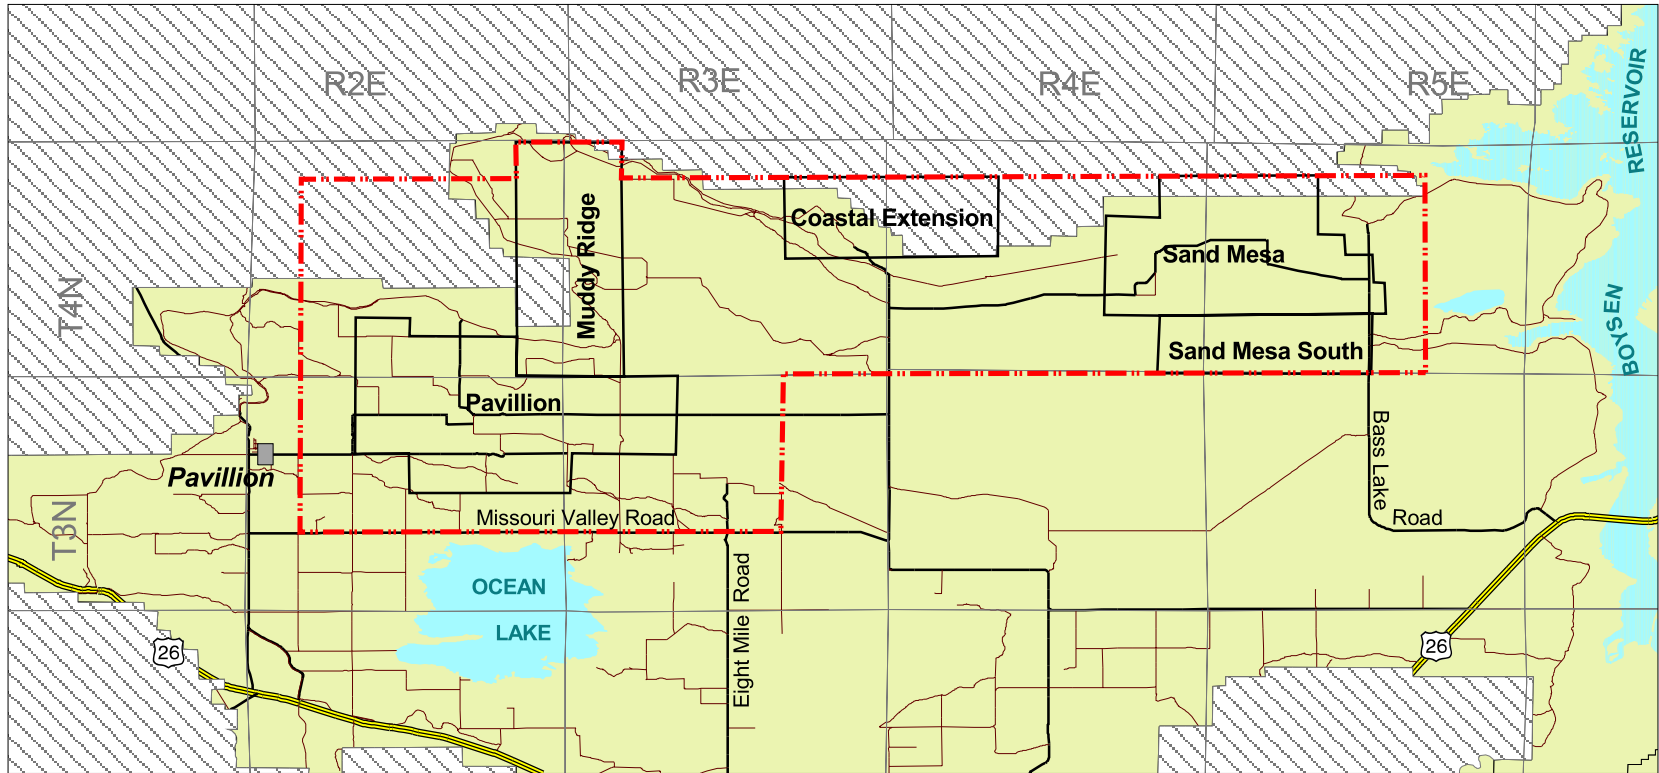 R2E
R3E
R4E
R5E
RESERVOIR
BOYSEN
T4N
T3N
Muddy Ridge
Coastal Extension
Sand Mesa
Sand Mesa South
Pavillion
Pavillion
Missouri Valley Road
Bass Lake
Road
OCEAN
LAKE
Eight Mile Road
26
26